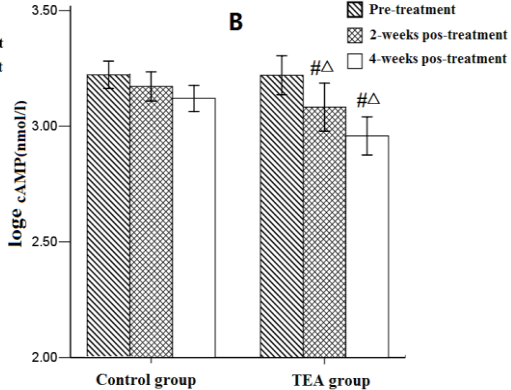 B
Pre-treatment
2-weeks pos-treatment
4-weeks pos-treatment
t
t
3.50
3.00
2.50
2.00
loge cAMP(nmol/l)
#△
#△
Control group
TEA group